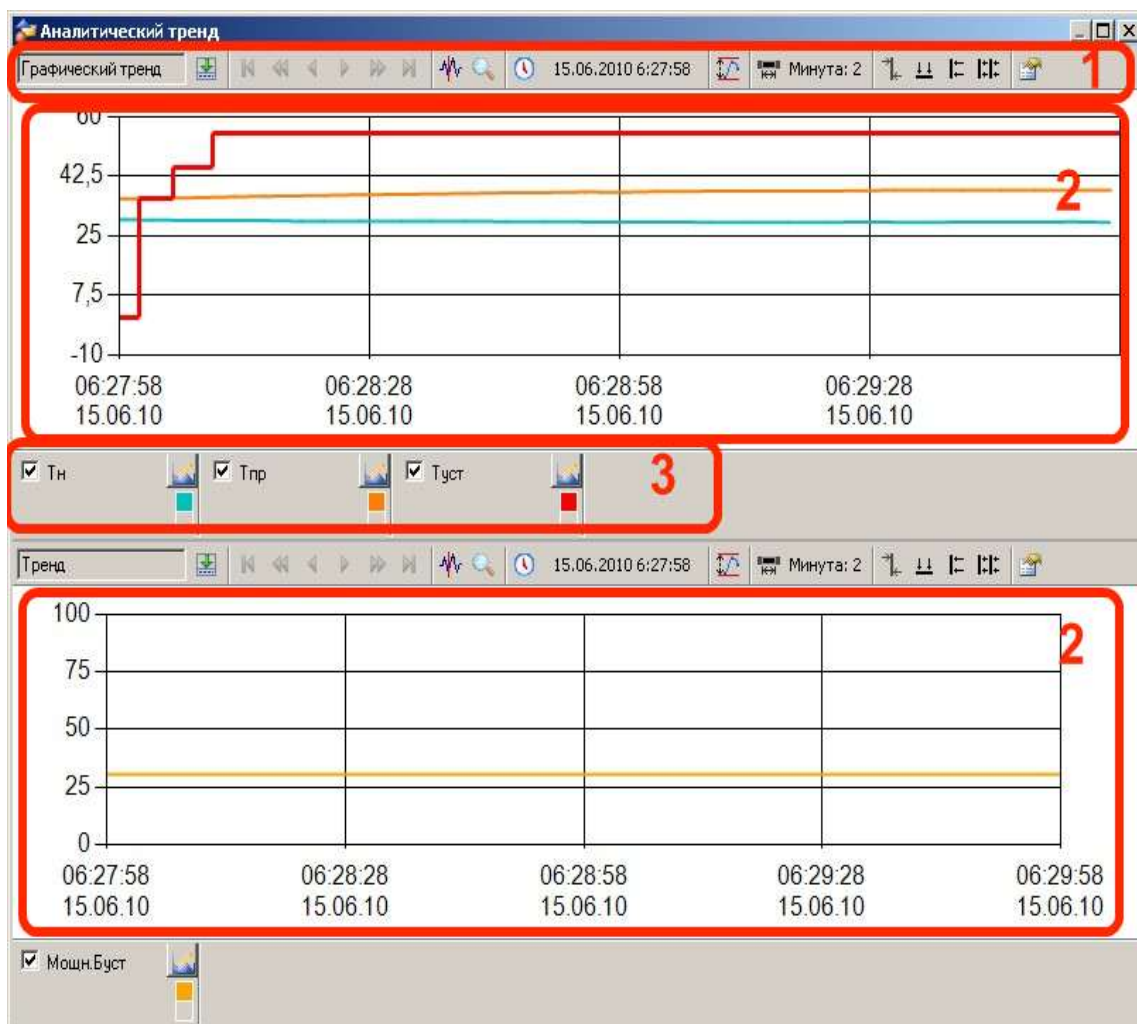 Аналитический тренд
Графический тренд 15.06.2010 6:27:58 Минута: 2 1
60
42,5
25
7,5
-10
2
06:27:58 06:28:28 06:28:58 06:29:28
15.06.10 15.06.10 15.06.10 15.06.10
Тн Тпр Туст 3
Тренд 15.06.2010 6:27:58 Минута: 2
100
75
50
25
0
2
06:27:58 06:28:28 06:28:58 06:29:28 06:29:58
15.06.10 15.06.10 15.06.10 15.06.10 15.06.10
Мощн.Буст